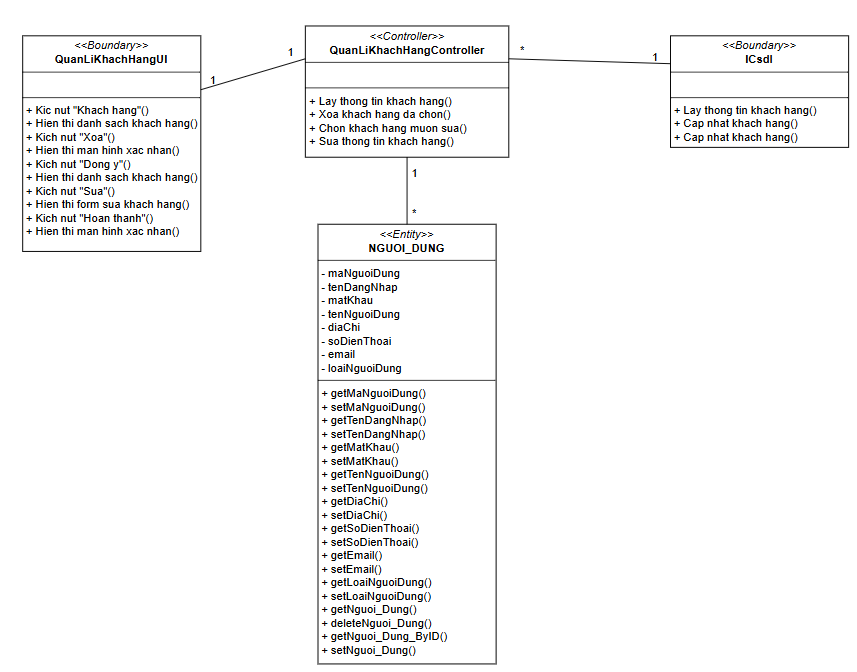 <<Boundary>>
QuanLiKhachHangUI
+ Kic nut "Khach hang"()
+ Hien thi danh sach khach hang()
+ Kich nut "Xoa"()
+ Hien thi man hinh xac nhan()
+ Kich nut "Dong y"()
+ Hien thi danh sach khach hang()
+ Kich nut "Sua"()
+ Hien thi form sua khach hang()
+ Kich nut "Hoan thanh"()
+ Hien thi man hinh xac nhan()
1
1
<<Controller>>
QuanLiKhachHangController
+ Lay thong tin khach hang()
+ Xoa khach hang da chon()
+ Chon khach hang muon sua()
+ Sua thong tin khach hang()
*
1
<<Boundary>>
ICsdl
+ Lay thong tin khach hang()
+ Cap nhat khach hang()
+ Cap nhat khach hang()
1
*
<<Entity>>
NGUOI_DUNG
- maNguoiDung
- tenDangNhap
- matKhau
- tenNguoiDung
- diaChi
- soDienThoai
- email
- loaiNguoiDung
+ getMaNguoiDung()
+ setMaNguoiDung()
+ getTenDangNhap()
+ setTenDangNhap()
+ getMatKhau()
+ setMatKhau()
+ getTenNguoiDung()
+ setTenNguoiDung()
+ getDiaChi()
+ setDiaChi()
+ getSoDienThoai()
+ setSoDienThoai()
+ getEmail()
+ setEmail()
+ getLoaiNguoiDung()
+ setLoaiNguoiDung()
+ getNguoi_Dung()
+ deleteNguoi_Dung()
+ getNguoi_Dung_ByID()
+ setNguoi_Dung()